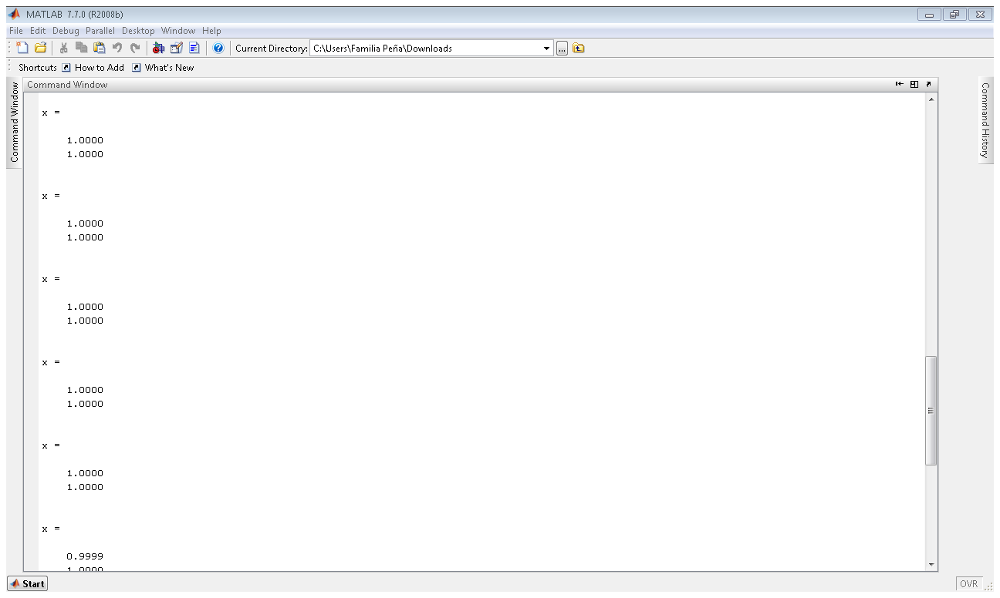 MATLAB 7.7.0 (R2008b)
File Edit Debug Parallel Desktop Window Help
Current Directory: C:\Users\Familia Peña\Downloads
...
Shortcuts How to Add What's New
Command Window
Command Window
Command History
x =
1.0000
1.0000
x =
1.0000
1.0000
x =
1.0000
1.0000
x =
1.0000
1.0000
x =
1.0000
1.0000
x =
0.9999
1.0000
Start
OVR